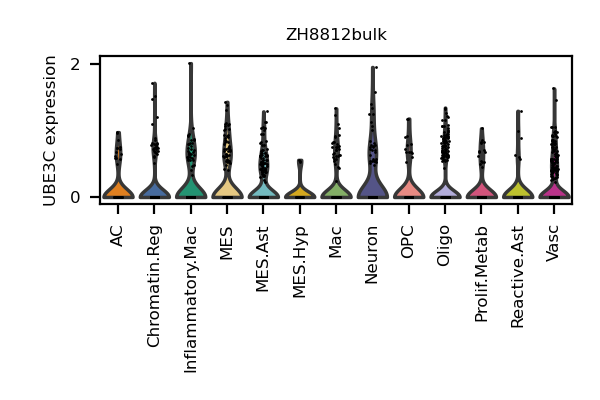 ZH8812bulk
UBE3C expression
2
0
AC
Chromatin.Reg
Inflammatory.Mac
MES
MES.Ast
MES.Hyp
Mac
Neuron
OPC
Oligo
Prolif.Metab
Reactive.Ast
Vasc